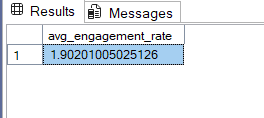 Results Messages
avg_engagement_rate
1 1.90201005025126